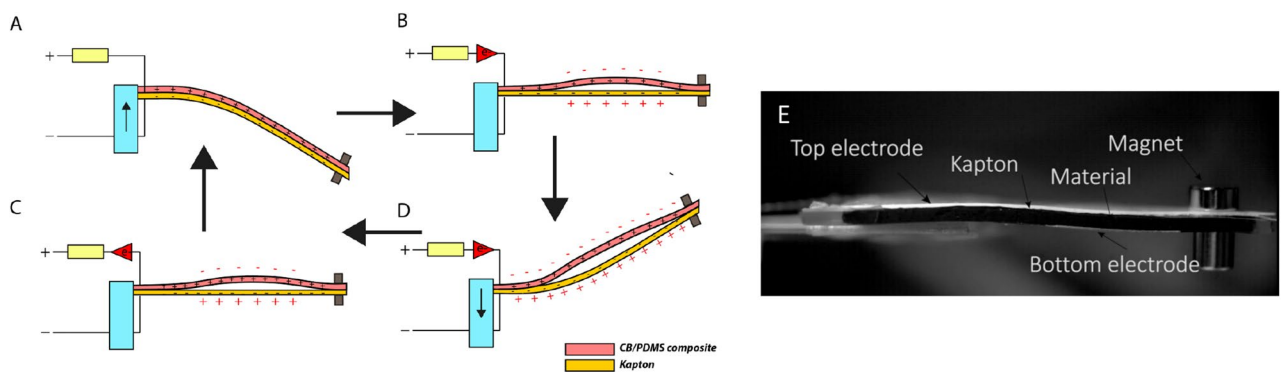 A
B
+
+
−
−
C
D
+
+
−
−
CB/PDMS composite
Kapton
E
Top electrode
Kapton
Material
Magnet
Bottom electrode